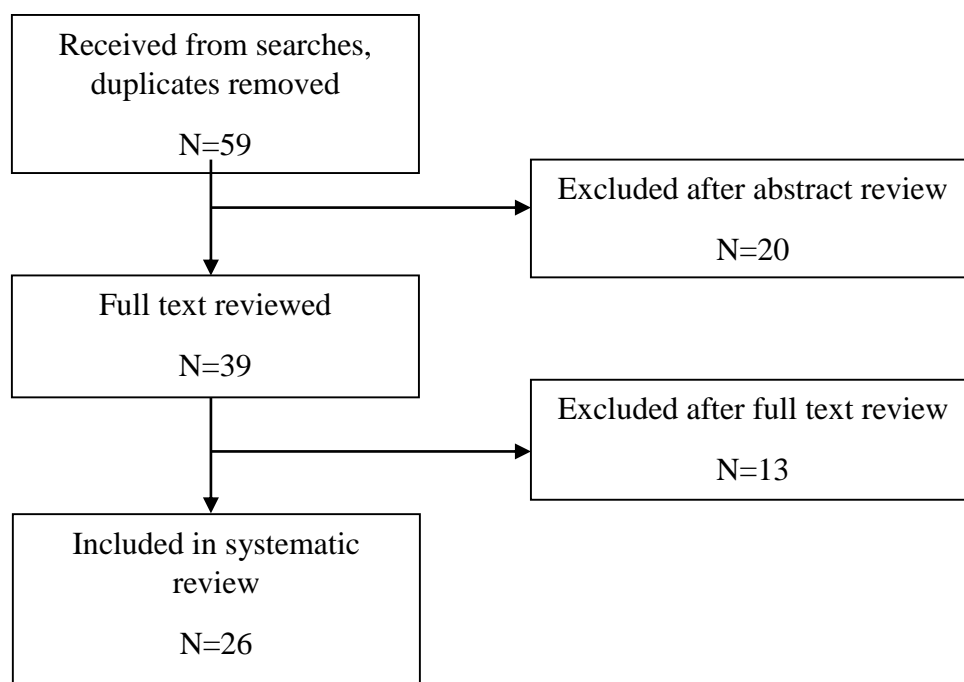 Received from searches,
duplicates removed
N=59
Excluded after abstract review
N=20
Full text reviewed
N=39
Excluded after full text review
N=13
Included in systematic
review
N=26